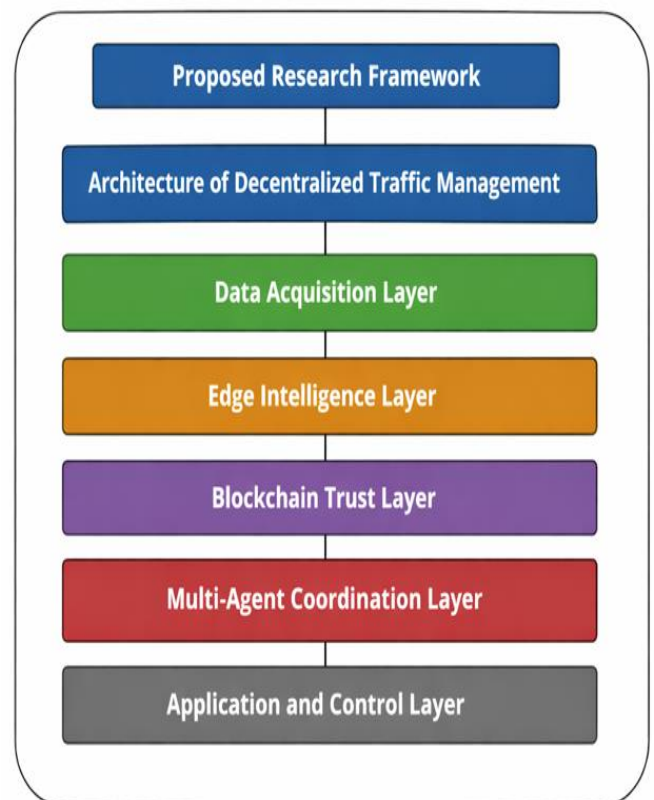 Proposed Research Framework
Architecture of Decentralized Traffic Management
Data Acquisition Layer
Edge Intelligence Layer
Blockchain Trust Layer
Multi-Agent Coordination Layer
Application and Control Layer